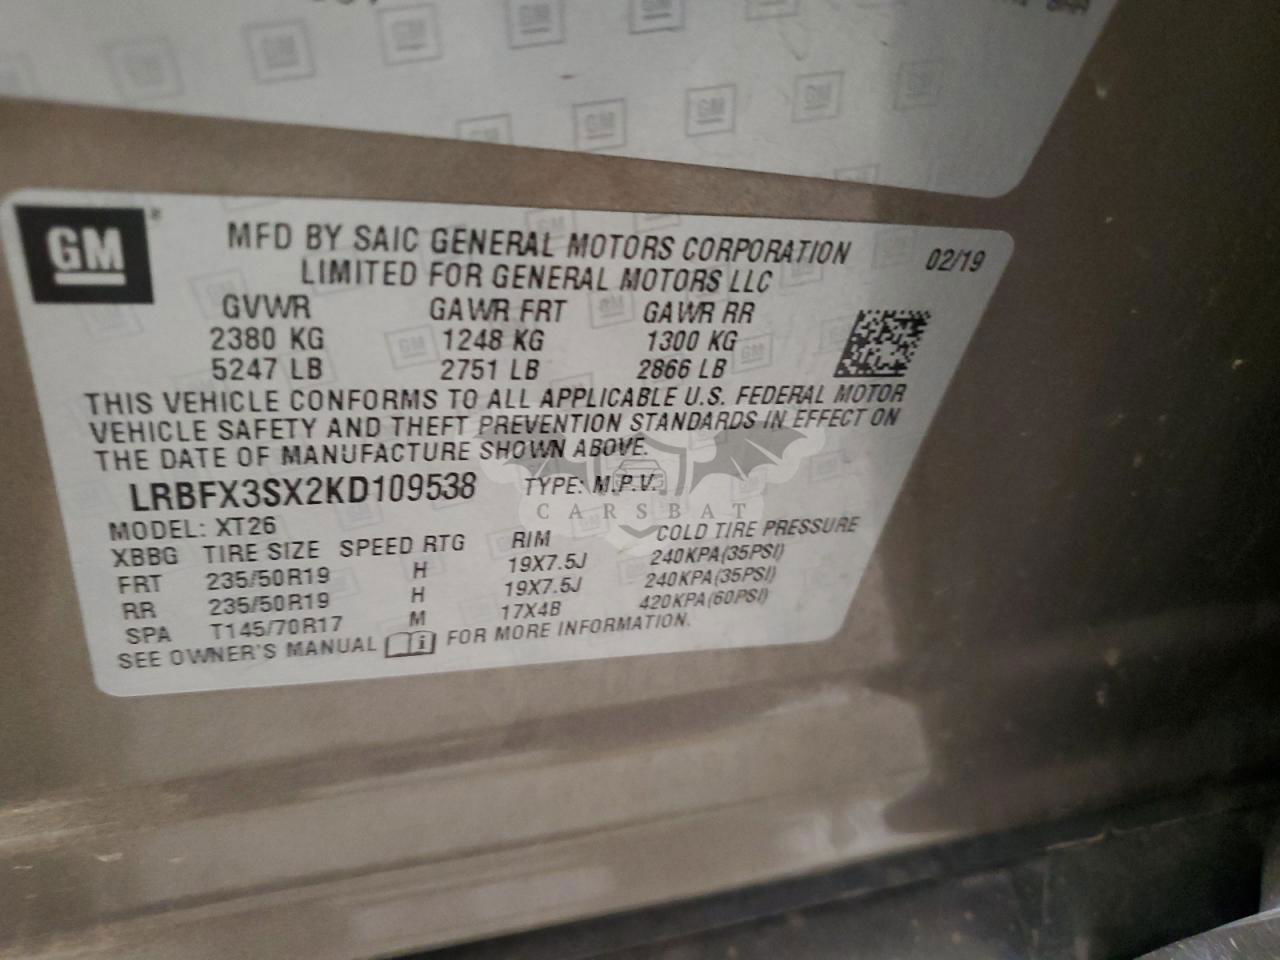 GM
MFD BY SAIC GENERAL MOTORS CORPORATION 02/19
LIMITED FOR GENERAL MOTORS LLC
GVWR GAWR FRT GAWR RR
2380 KG 1248 KG 1300 KG
5247 LB 2751 LB 2866 LB
THIS VEHICLE CONFORMS TO ALL APPLICABLE U.S. FEDERAL MOTOR
VEHICLE SAFETY AND THEFT PREVENTION STANDARDS IN EFFECT ON
THE DATE OF MANUFACTURE SHOWN ABOVE.
LRBFX3SX2KD109538 TYPE: M.P.V.
CARSBAT
MODEL: XT26
XBBG TIRE SIZE SPEED RTG RIM COLD TIRE PRESSURE
FRT 235/50R19 H 19X7.5J 240KPA(35PSI)
RR 235/50R19 H 19X7.5J 240KPA(35PSI)
SPA T145/70R17 M 17X4B 420KPA(60PSI)
SEE OWNER'S MANUAL FOR MORE INFORMATION.